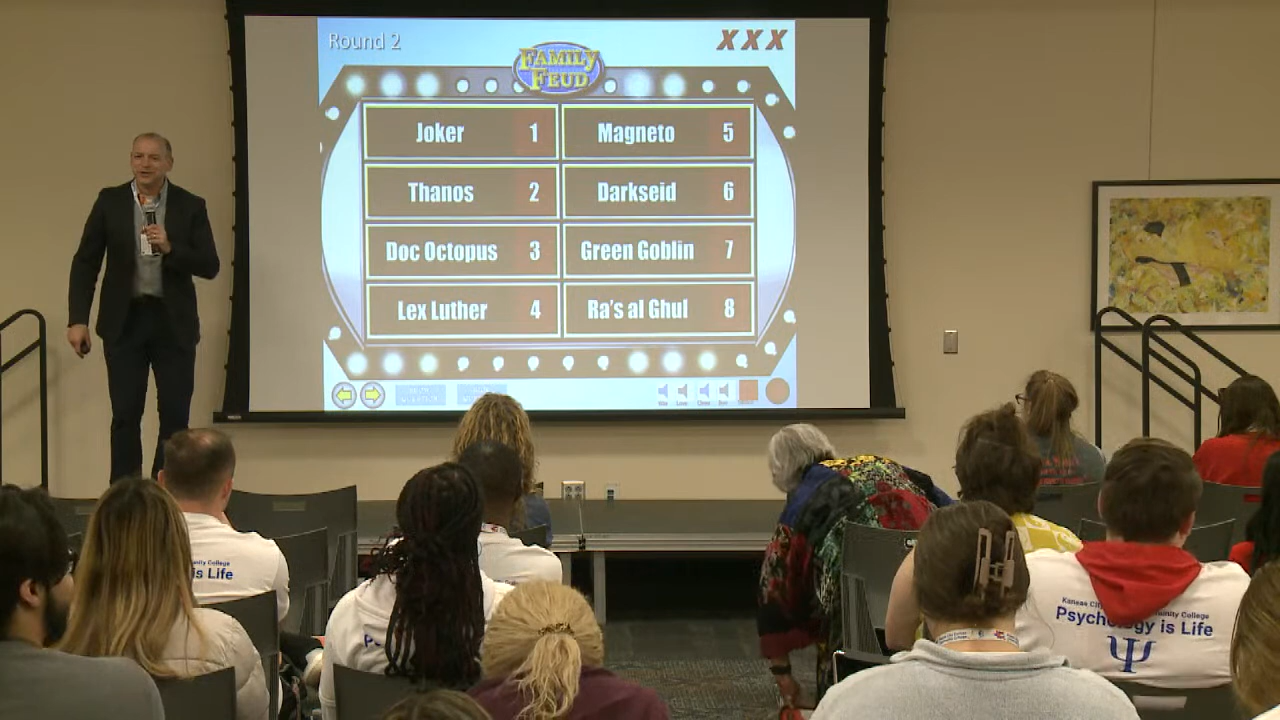 Round 2
XXX
FAMILY
FEUD
Joker 1
Thanos 2
Doc Octopus 3
Lex Luther 4
Magneto 5
Darkseid 6
Green Goblin 7
Ra's al Ghul 8
is Life
Psychology is Life
Ψ